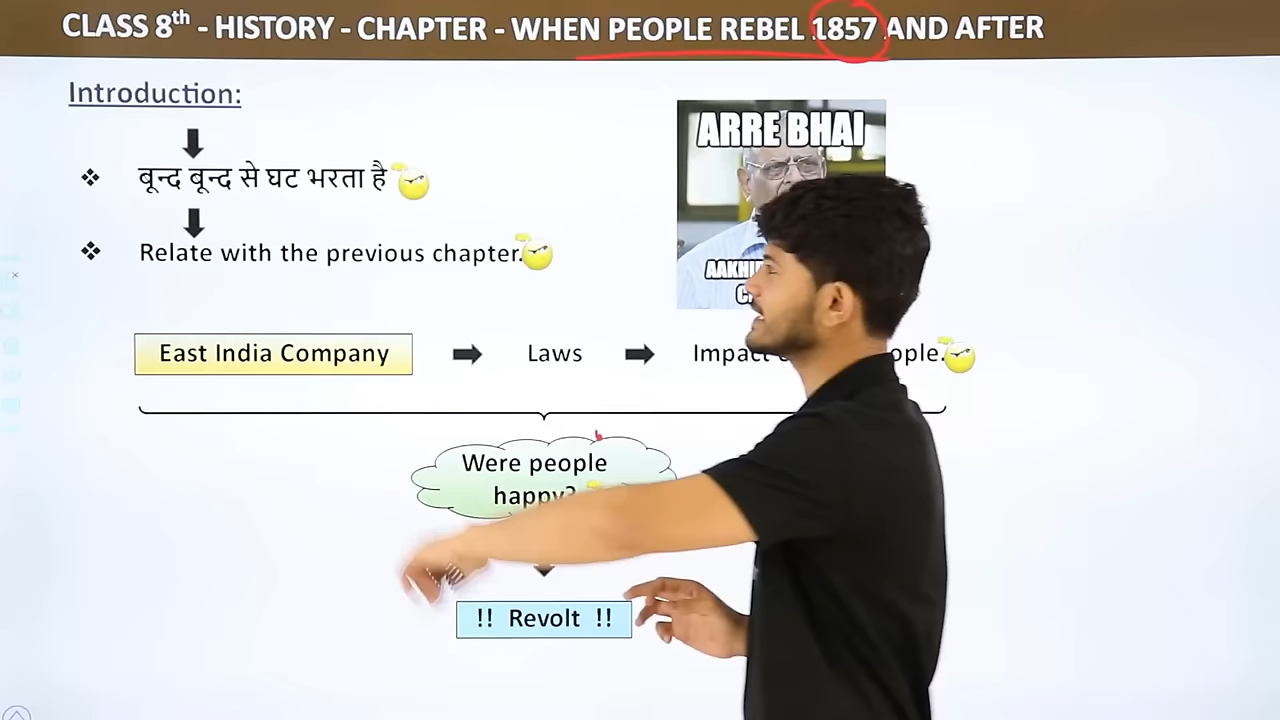 CLASS 8th - HISTORY - CHAPTER - WHEN PEOPLE REBEL 1857 AND AFTER
Introduction:
ARRE BHAI
बून्द बून्द से घट भरता है
Relate with the previous chapter.
East India Company
Laws
Were people
happy?
!! Revolt !!